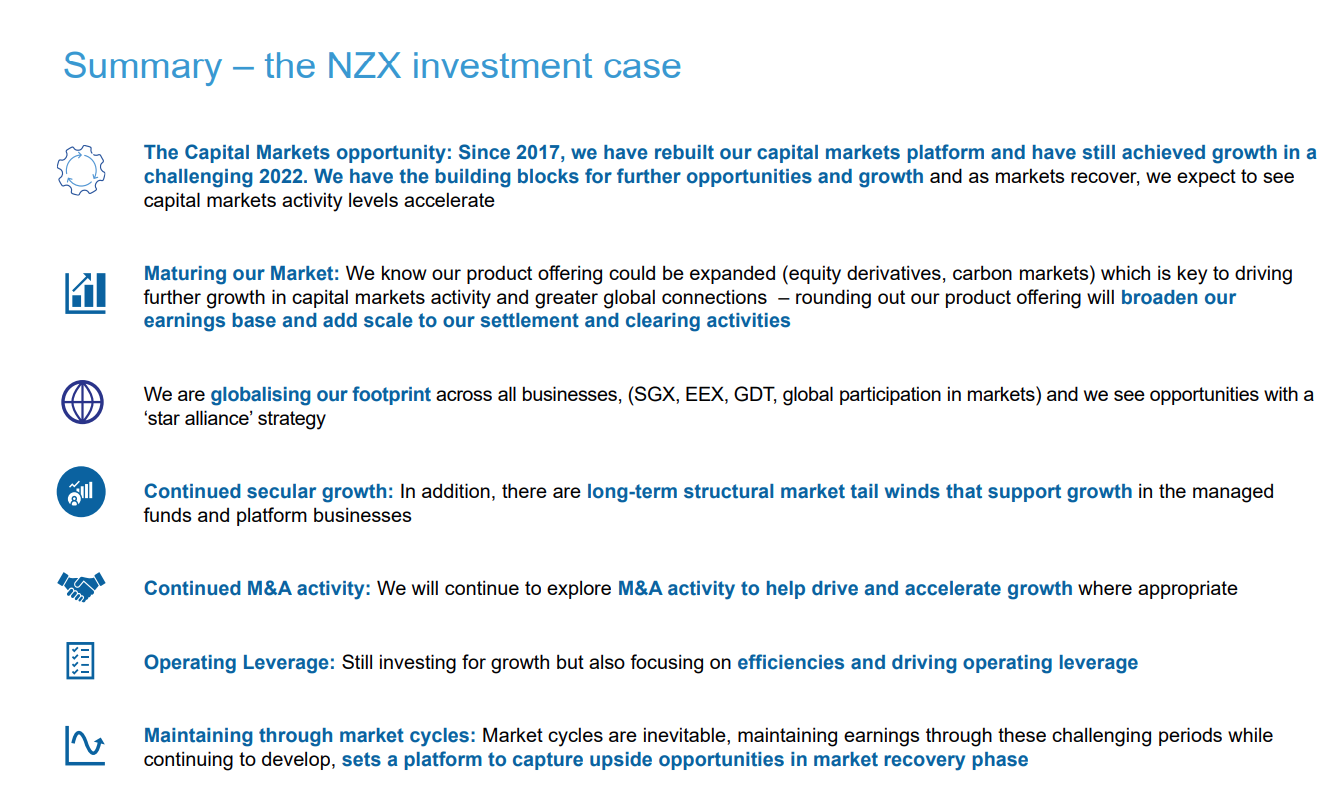 Summary – the NZX investment case
The Capital Markets opportunity: Since 2017, we have rebuilt our capital markets platform and have still achieved growth in a
challenging 2022. We have the building blocks for further opportunities and growth and as markets recover, we expect to see
capital markets activity levels accelerate
Maturing our Market: We know our product offering could be expanded (equity derivatives, carbon markets) which is key to driving
further growth in capital markets activity and greater global connections  – rounding out our product offering will broaden our
earnings base and add scale to our settlement and clearing activities
We are globalising our footprint across all businesses, (SGX, EEX, GDT, global participation in markets) and we see opportunities with a
‘star alliance’ strategy
Continued secular growth: In addition, there are long-term structural market tail winds that support growth in the managed
funds and platform businesses
Continued M&A activity: We will continue to explore M&A activity to help drive and accelerate growth where appropriate
Operating Leverage: Still investing for growth but also focusing on efficiencies and driving operating leverage
Maintaining through market cycles: Market cycles are inevitable, maintaining earnings through these challenging periods while
continuing to develop, sets a platform to capture upside opportunities in market recovery phase